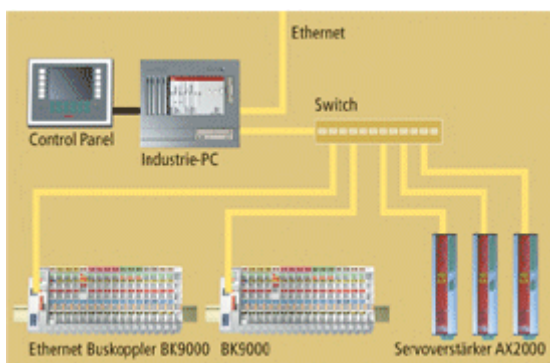 Ethernet
Switch
Control Panel
Industrie-PC
Ethernet Buskoppler BK9000
BK9000
Servoverstärker AX2000